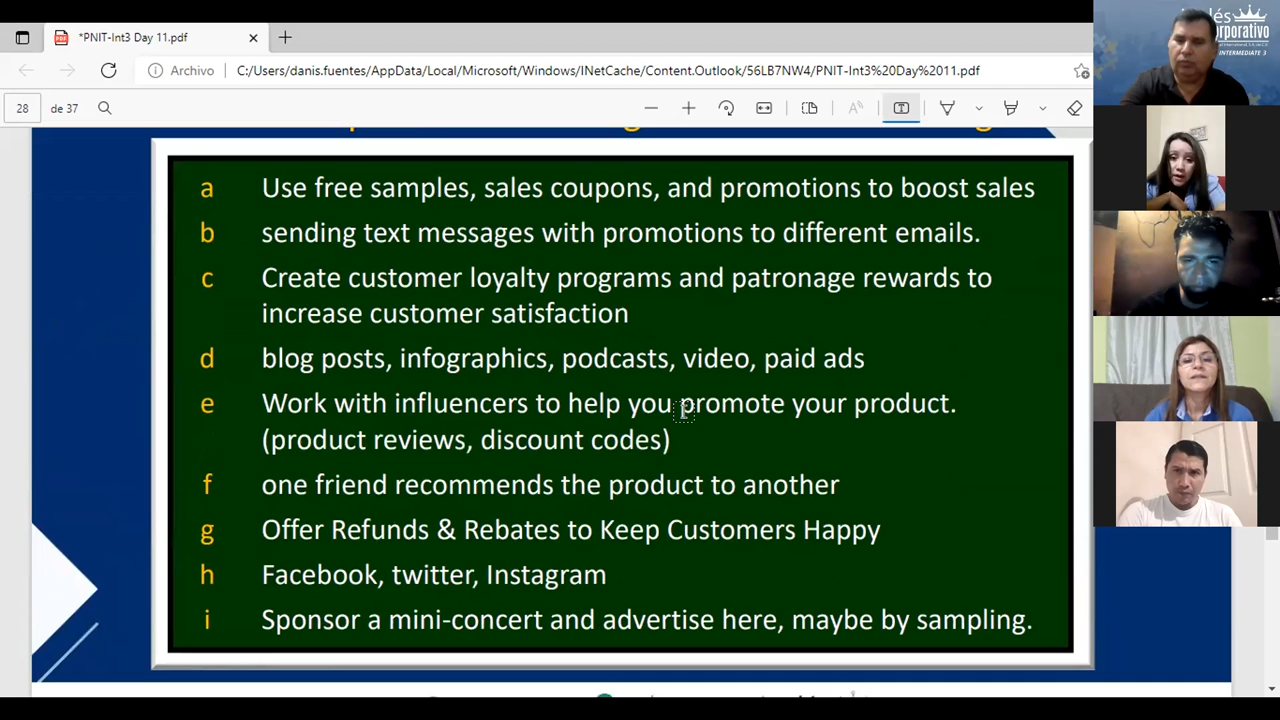 *PNIT-Int3 Day 11.pdf
Archivo
C:/Users/danis.fuentes/AppData/Local/Microsoft/Windows/INetCache/Content.Outlook/56LB7NW4/PNIT-Int3%20Day%2011.pdf
28 de 37
a Use free samples, sales coupons, and promotions to boost sales
b sending text messages with promotions to different emails.
c Create customer loyalty programs and patronage rewards to
increase customer satisfaction
d blog posts, infographics, podcasts, video, paid ads
e Work with influencers to help you promote your product.
(product reviews, discount codes)
f one friend recommends the product to another
g Offer Refunds & Rebates to Keep Customers Happy
h Facebook, twitter, Instagram
i Sponsor a mini-concert and advertise here, maybe by sampling.
INTERMEDIATE 3